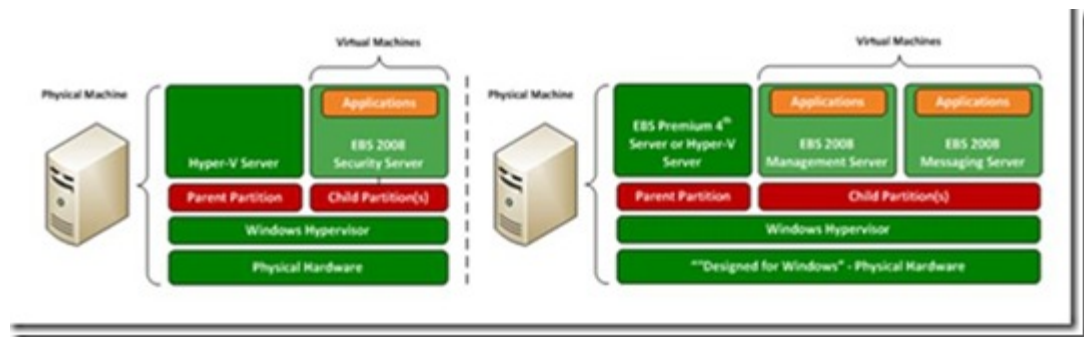 Virtual Machines
Physical Machine
Applications
Hyper-V Server
EBS 2008
Security Server
Parent Partition
Child Partition(s)
Windows Hypervisor
Physical Hardware
Virtual Machines
Physical Machine
EBS Premium 4th
Server or Hyper-V
Server
Applications
EBS 2008
Management Server
Applications
EBS 2008
Messaging Server
Parent Partition
Child Partition(s)
Windows Hypervisor
""Designed for Windows" - Physical Hardware